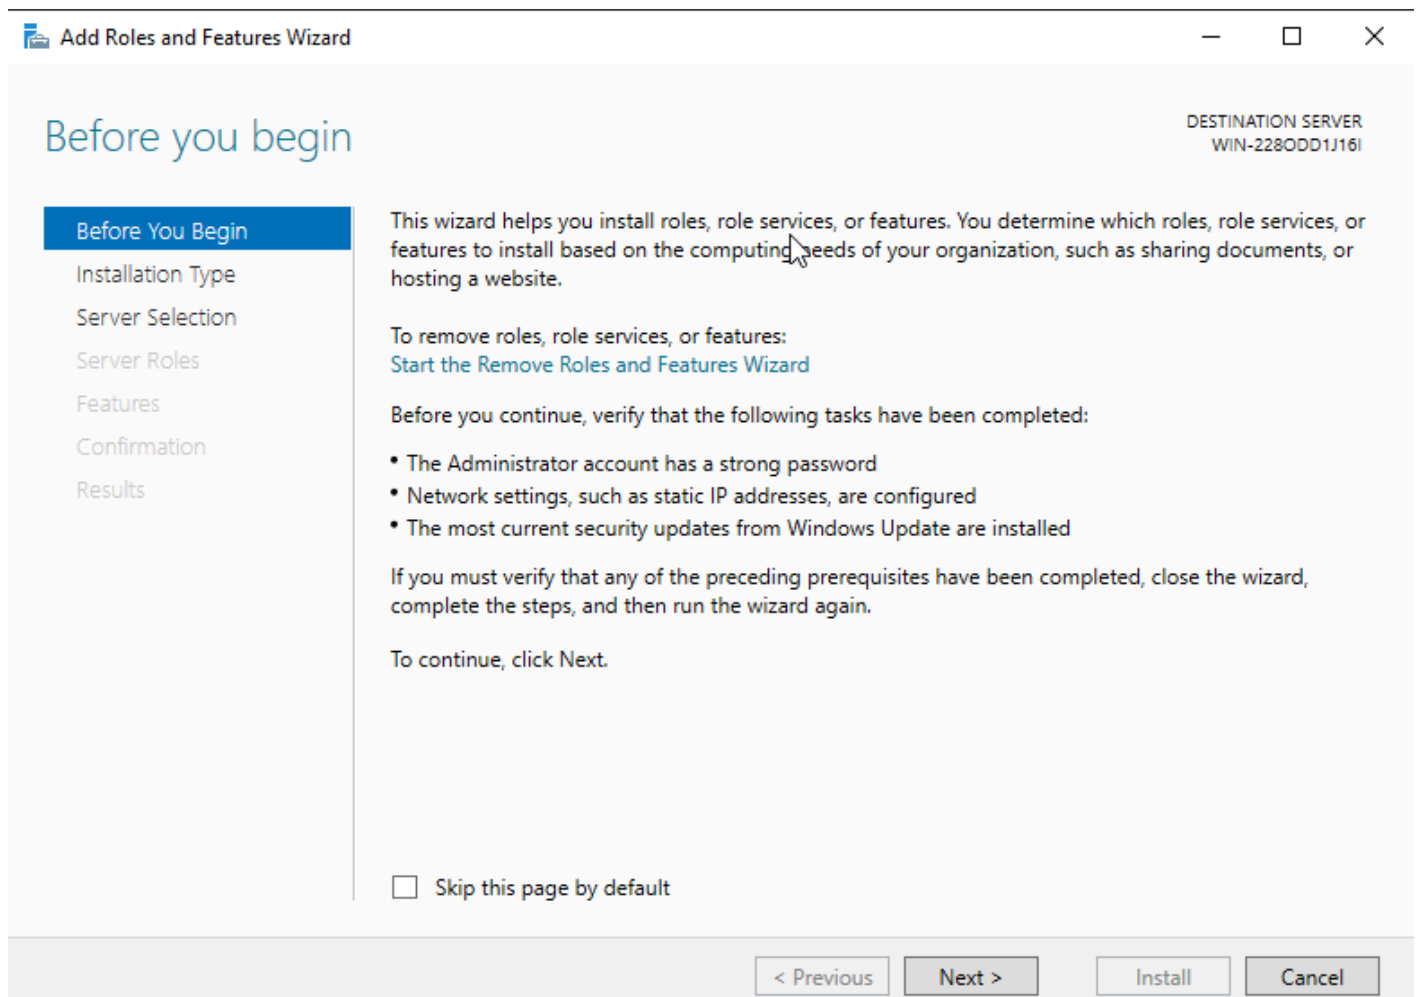 Add Roles and Features Wizard
Before you begin
DESTINATION SERVER
WIN-228ODD1J16I
Before You Begin
Installation Type
Server Selection
Server Roles
Features
Confirmation
Results
This wizard helps you install roles, role services, or features. You determine which roles, role services, or
features to install based on the computing needs of your organization, such as sharing documents, or
hosting a website.
To remove roles, role services, or features:
Start the Remove Roles and Features Wizard
Before you continue, verify that the following tasks have been completed:
• The Administrator account has a strong password
• Network settings, such as static IP addresses, are configured
• The most current security updates from Windows Update are installed
If you must verify that any of the preceding prerequisites have been completed, close the wizard,
complete the steps, and then run the wizard again.
To continue, click Next.
Skip this page by default
< Previous
Next >
Install
Cancel